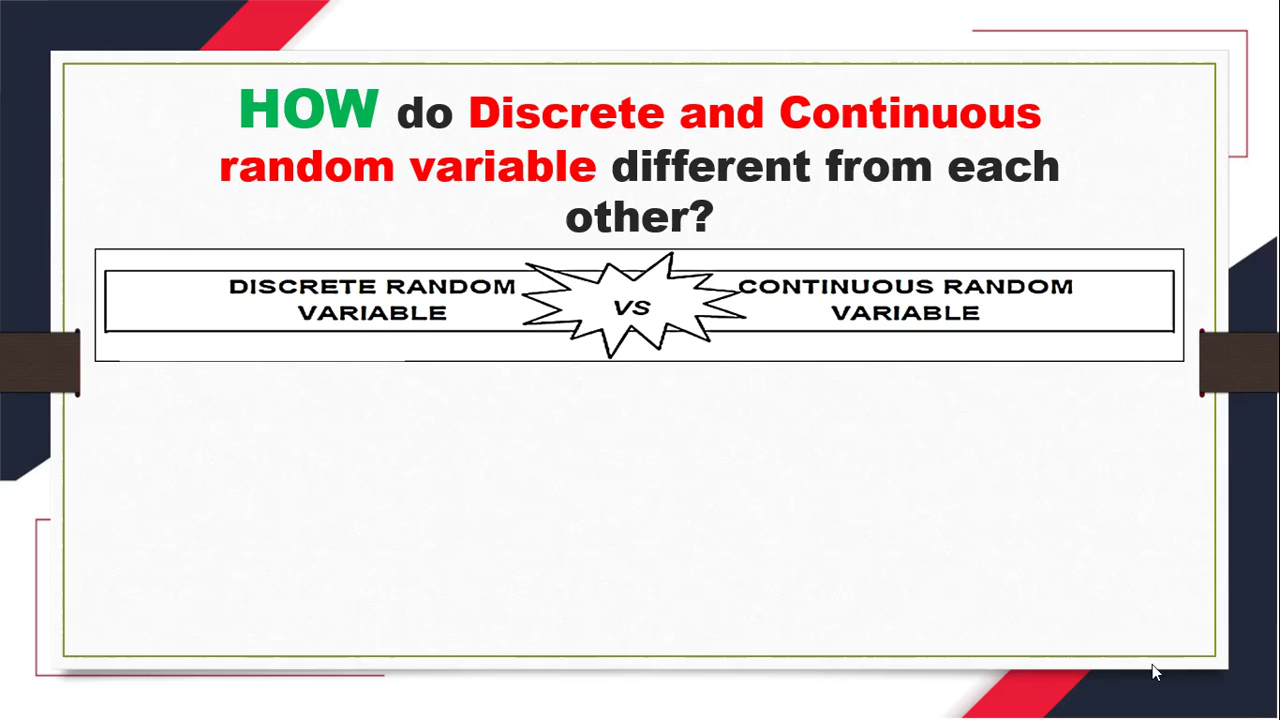 HOW do Discrete and Continuous
random variable different from each
other?
DISCRETE RANDOM
VARIABLE
VS
CONTINUOUS RANDOM
VARIABLE